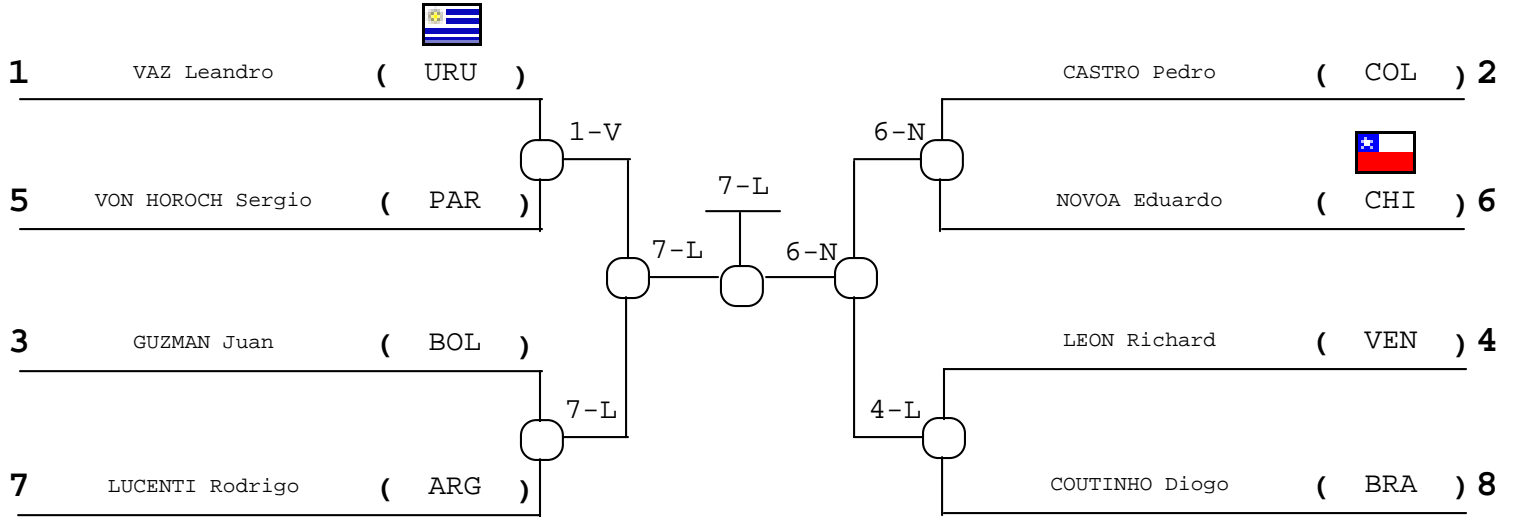 1 VAZ Leandro ( URU )
CASTRO Pedro ( COL ) 2
1-V
6-N
5 VON HOROCH Sergio ( PAR )
7-L
NOVOA Eduardo ( CHI ) 6
7-L
6-N
3 GUZMAN Juan ( BOL )
LEON Richard ( VEN ) 4
7-L
4-L
7 LUCENTI Rodrigo ( ARG )
COUTINHO Diogo ( BRA ) 8